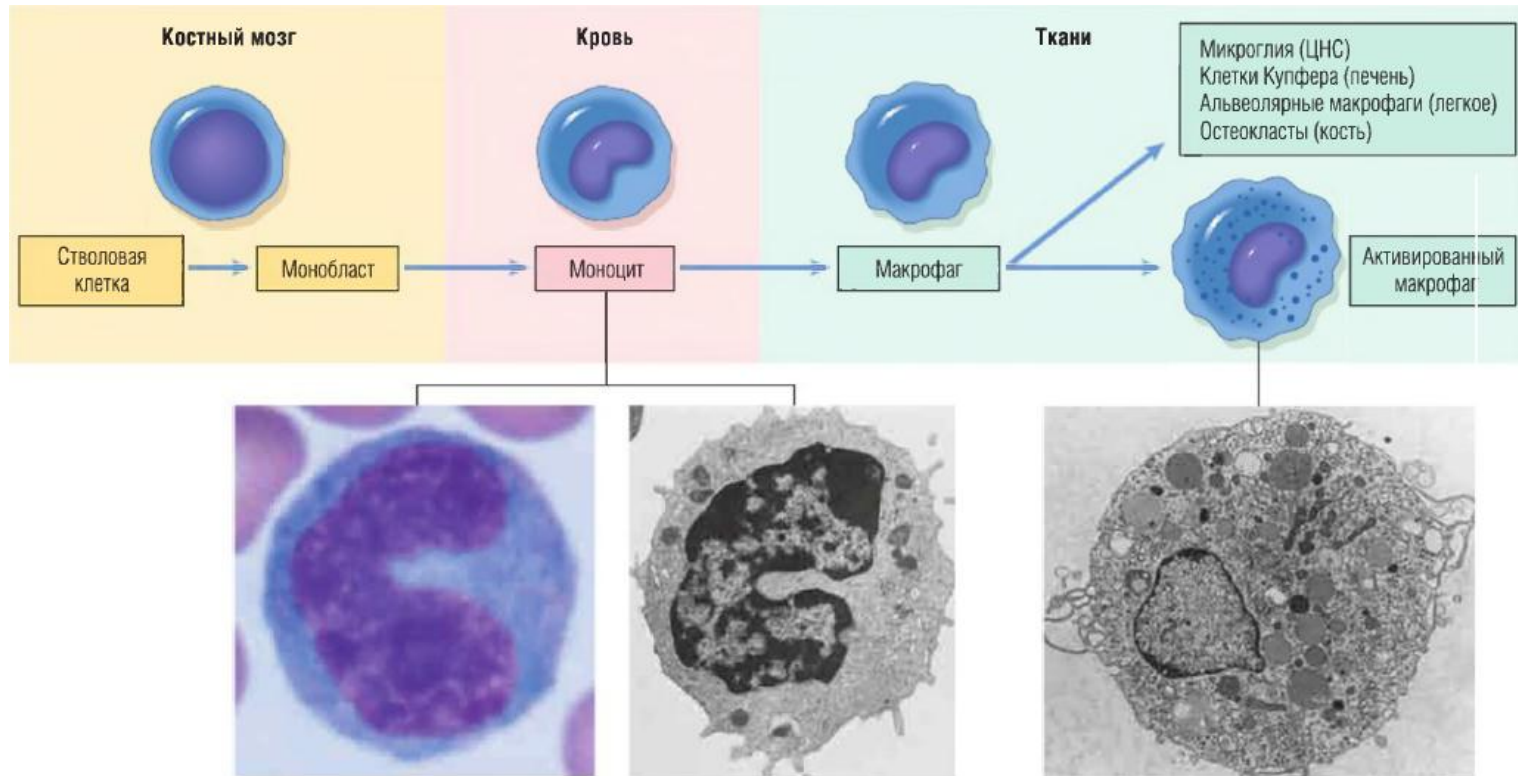 Костный мозг
Кровь
Ткани
Микроглия (ЦНС)
Клетки Купфера (печень)
Альвеолярные макрофаги (легкое)
Остеокласты (кость)
Стволовая
клетка
Монобласт
Моноцит
Макрофаг
Активированный
макрофаг